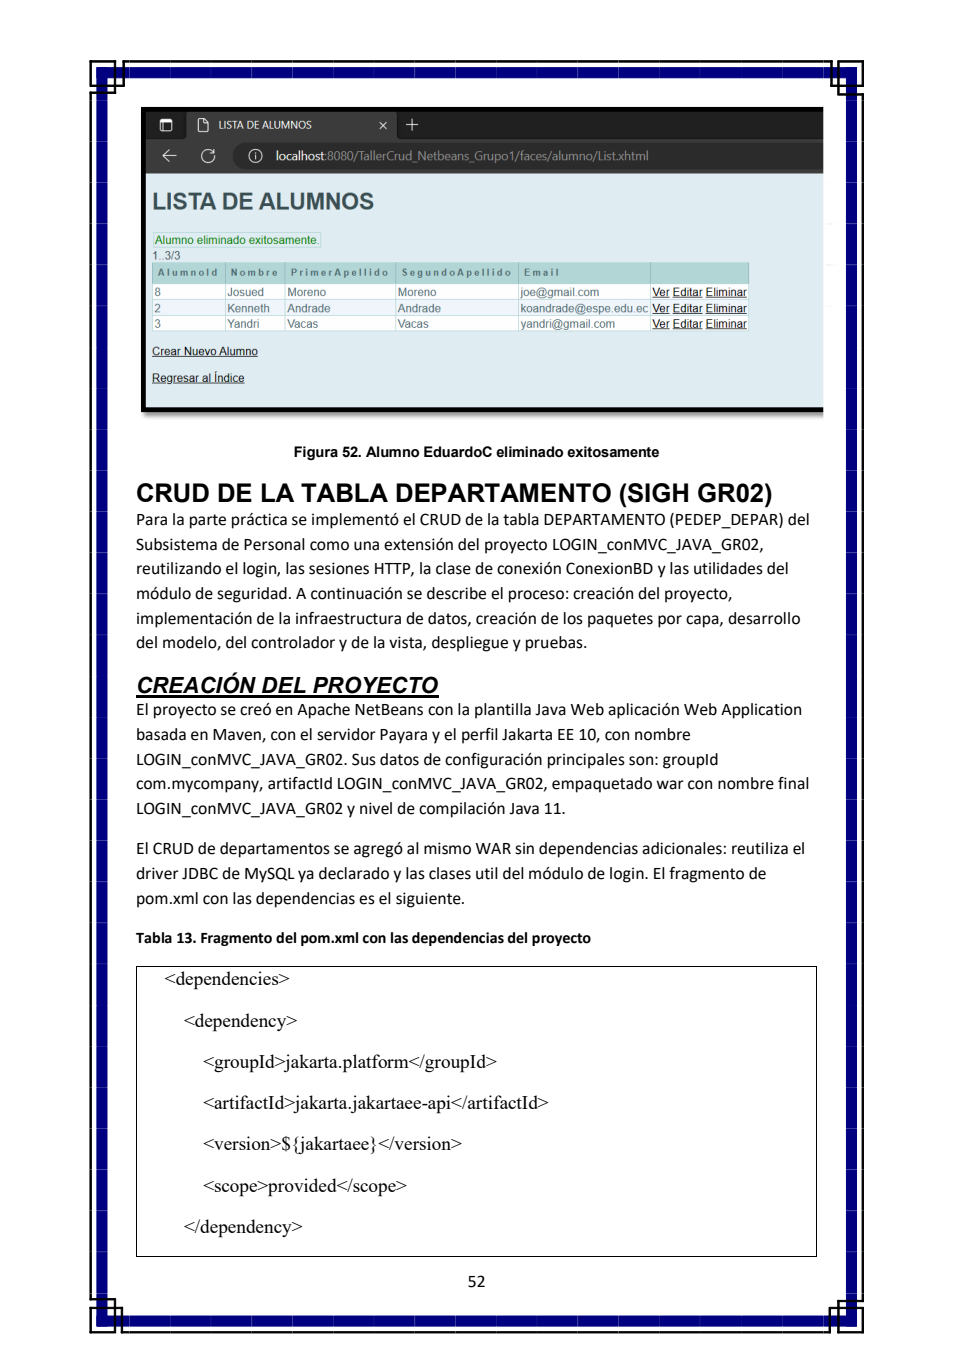 LISTA DE ALUMNOS
localhost:8080/TallerCrud_Netbeans_Grupo1/faces/alumno/List.xhtml
LISTA DE ALUMNOS
Alumno eliminado exitosamente.
1..3/3
AlumnoId Nombre PrimerApellido SegundoApellido Email
8 Josued Moreno Moreno joe@gmail.com Ver Editar Eliminar
2 Kenneth Andrade Andrade koandrade@espe.edu.ec Ver Editar Eliminar
3 Yandri Vacas Vacas yandri@gmail.com Ver Editar Eliminar
Crear Nuevo Alumno
Regresar al Índice
Figura 52. Alumno EduardoC eliminado exitosamente
CRUD DE LA TABLA DEPARTAMENTO (SIGH GR02)
Para la parte práctica se implementó el CRUD de la tabla DEPARTAMENTO (PEDEP_DEPAR) del
Subsistema de Personal como una extensión del proyecto LOGIN_conMVC_JAVA_GR02,
reutilizando el login, las sesiones HTTP, la clase de conexión ConexionBD y las utilidades del
módulo de seguridad. A continuación se describe el proceso: creación del proyecto,
implementación de la infraestructura de datos, creación de los paquetes por capa, desarrollo
del modelo, del controlador y de la vista, despliegue y pruebas.
CREACIÓN DEL PROYECTO
El proyecto se creó en Apache NetBeans con la plantilla Java Web aplicación Web Application
basada en Maven, con el servidor Payara y el perfil Jakarta EE 10, con nombre
LOGIN_conMVC_JAVA_GR02. Sus datos de configuración principales son: groupId
com.mycompany, artifactId LOGIN_conMVC_JAVA_GR02, empaquetado war con nombre final
LOGIN_conMVC_JAVA_GR02 y nivel de compilación Java 11.
El CRUD de departamentos se agregó al mismo WAR sin dependencias adicionales: reutiliza el
driver JDBC de MySQL ya declarado y las clases util del módulo de login. El fragmento de
pom.xml con las dependencias es el siguiente.
Tabla 13. Fragmento del pom.xml con las dependencias del proyecto
<dependencies>
<dependency>
<groupId>jakarta.platform</groupId>
<artifactId>jakarta.jakartaee-api</artifactId>
<version>${jakartaee}</version>
<scope>provided</scope>
</dependency>
52